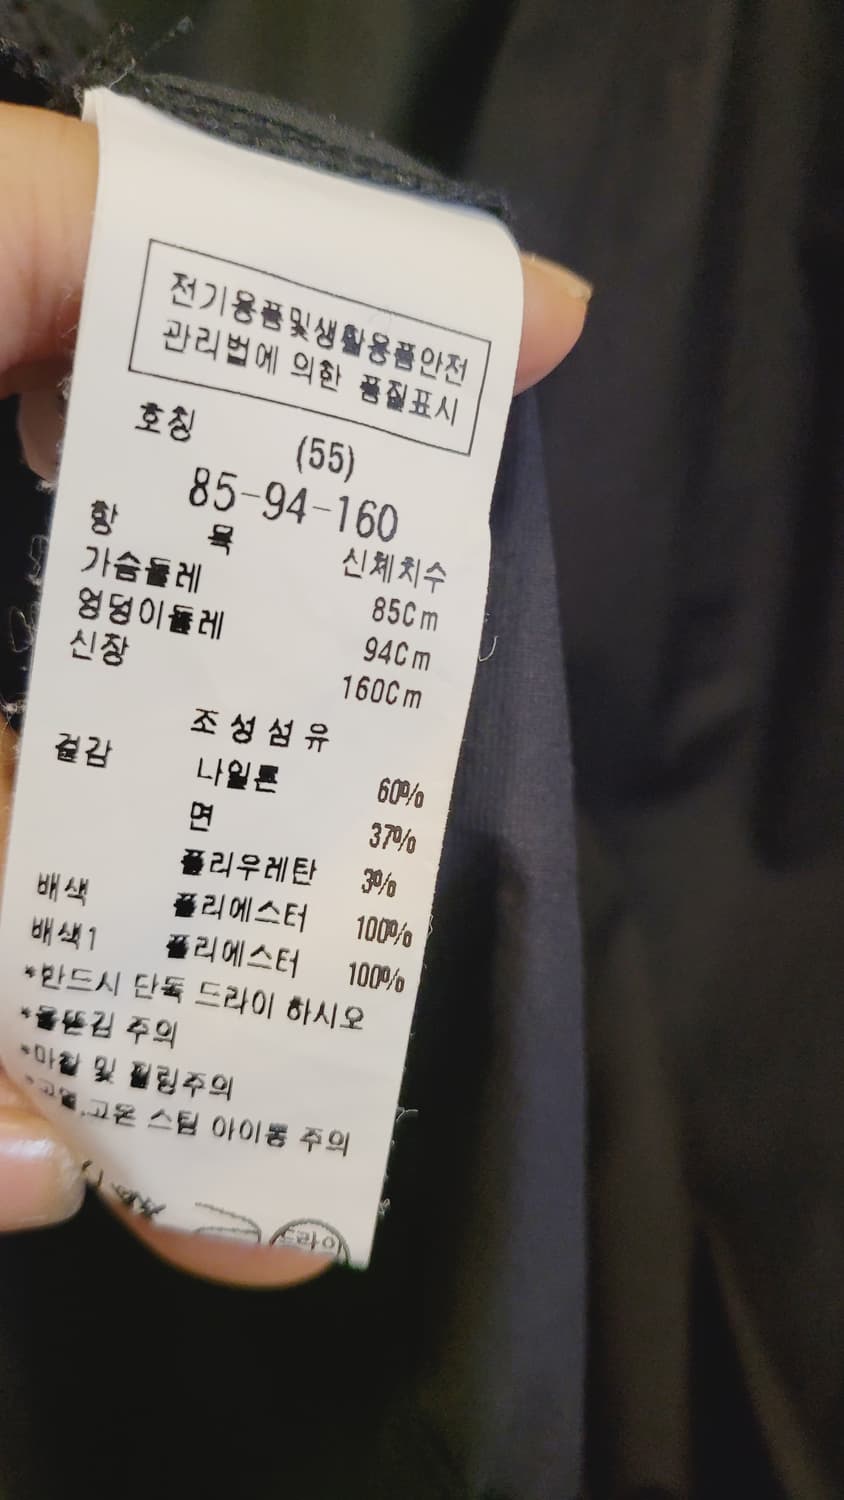 전기용품및생활용품안전
관리법에 의한 품질표시
호칭 (55)
85-94-160
항 목 신체치수
가슴둘레 85Cm
엉덩이둘레 94Cm
신장 160Cm
조성섬유
겉감 나일론 60%
면 37%
폴리우레탄 3%
배색 폴리에스터 100%
배색1 폴리에스터 100%
*반드시 단독 드라이 하시오
*올뜯김 주의
*마찰 및 필링주의
*고열,고온 스팀 아이롱 주의
드라이